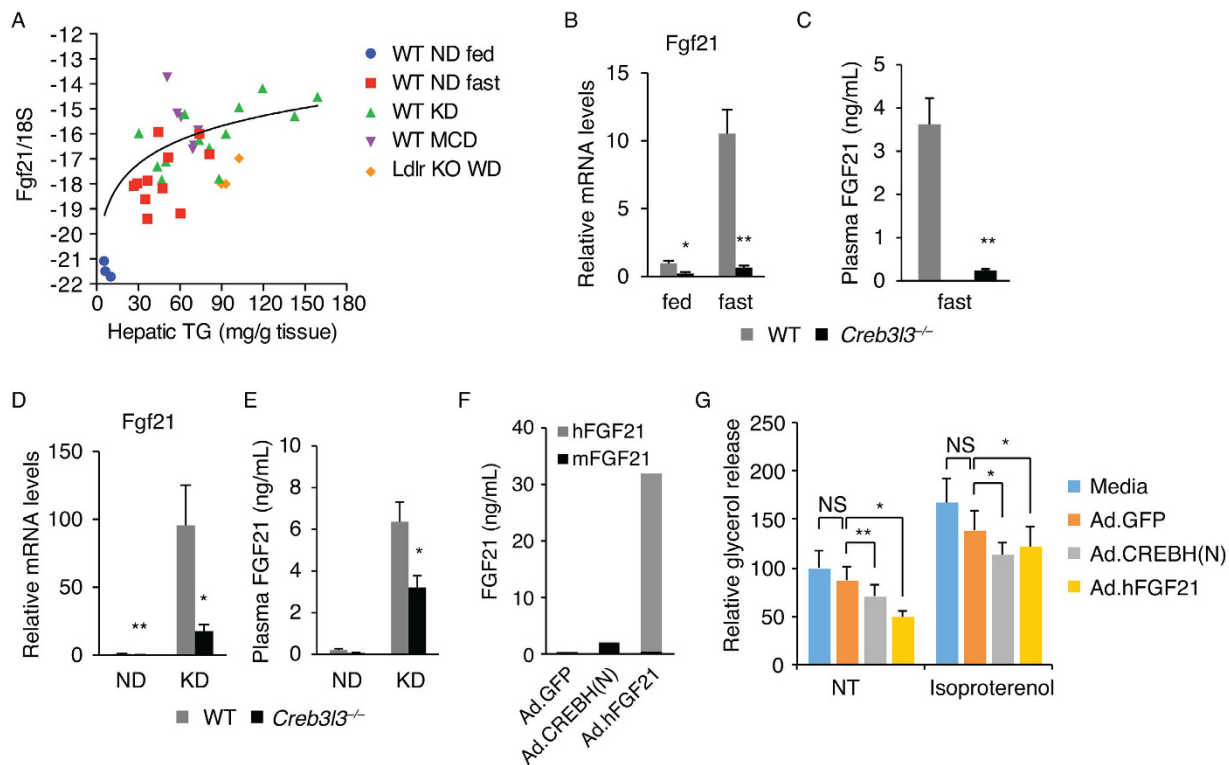 A
Fgf21/18S
-12
-13
-14
-15
-16
-17
-18
-19
-20
-21
-22
0 30 60 90 120 150 180
Hepatic TG (mg/g tissue)
WT ND fed
WT ND fast
WT KD
WT MCD
Ldlr KO WD
B
Fgf21
Relative mRNA levels
15
10
5
0
*
**
fed fast
C
Plasma FGF21 (ng/mL)
5
4
3
2
1
0
**
fast
WT Creb3l3–/–
D
Fgf21
Relative mRNA levels
150
100
50
0
**
*
ND KD
E
Plasma FGF21 (ng/mL)
10
8
6
4
2
0
*
ND KD
WT Creb3l3–/–
F
FGF21 (ng/mL)
40
30
20
10
0
hFGF21
mFGF21
Ad.GFP
Ad.CREBH(N)
Ad.hFGF21
G
Relative glycerol release
250
200
150
100
50
0
NS
*
**
NS
*
*
NT Isoproterenol
Media
Ad.GFP
Ad.CREBH(N)
Ad.hFGF21